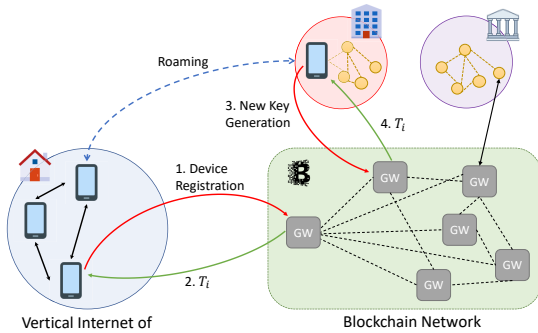 Roaming
3. New Key
Generation
4. T_i
1. Device
Registration
B
GW
GW
GW
GW
GW
GW
2. T_i
Vertical Internet of
Blockchain Network